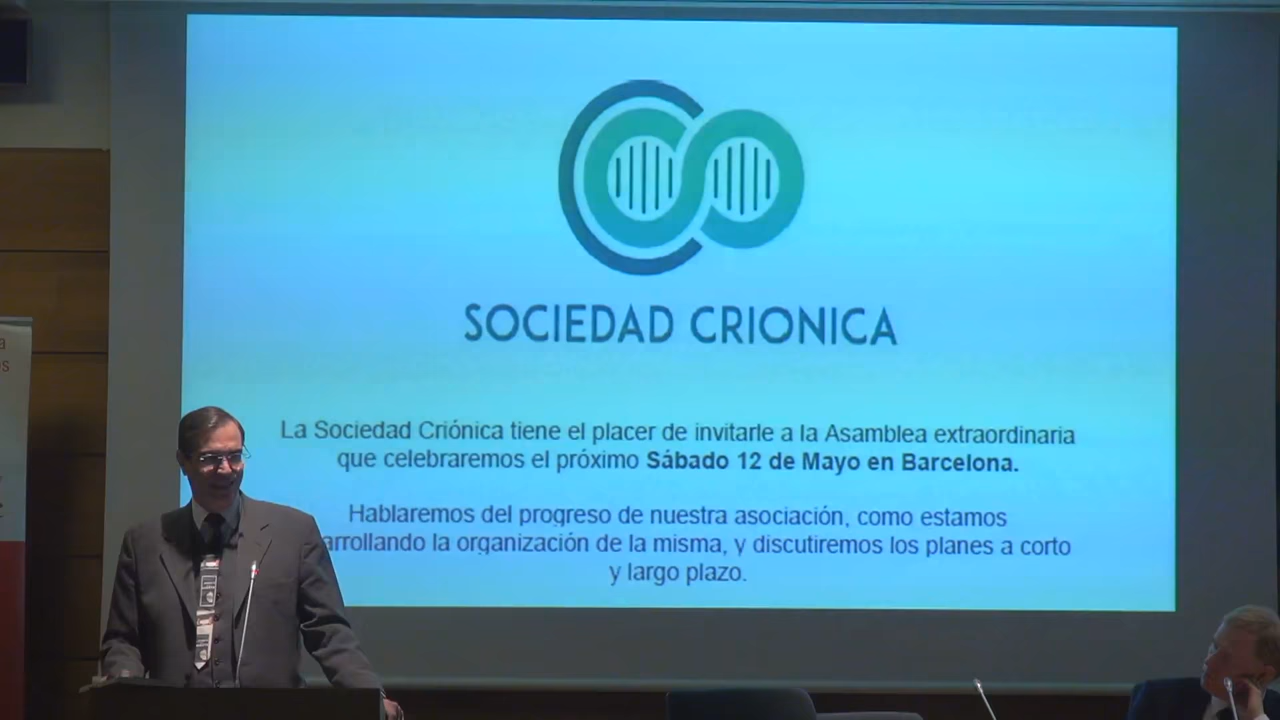 SOCIEDAD CRIONICA
La Sociedad Criónica tiene el placer de invitarle a la Asamblea extraordinaria
que celebraremos el próximo Sábado 12 de Mayo en Barcelona.
Hablaremos del progreso de nuestra asociación, como estamos
arrollando la organización de la misma, y discutiremos los planes a corto
y largo plazo.